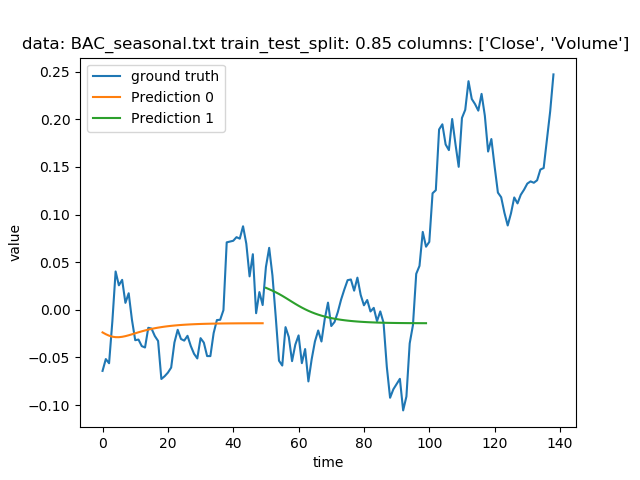 data: BAC_seasonal.txt train_test_split: 0.85 columns: ['Close', 'Volume']
ground truth
Prediction 0
Prediction 1
0.25
0.20
0.15
0.10
0.05
0.00
−0.05
−0.10
value
0 20 40 60 80 100 120 140
time